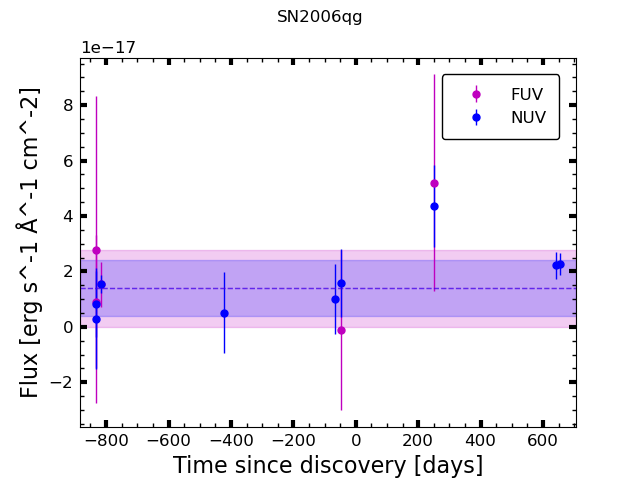 SN2006qg
1e−17
FUV
NUV
8
6
4
2
0
−2
Flux [erg s^-1 Å^-1 cm^-2]
−800 −600 −400 −200 0 200 400 600
Time since discovery [days]